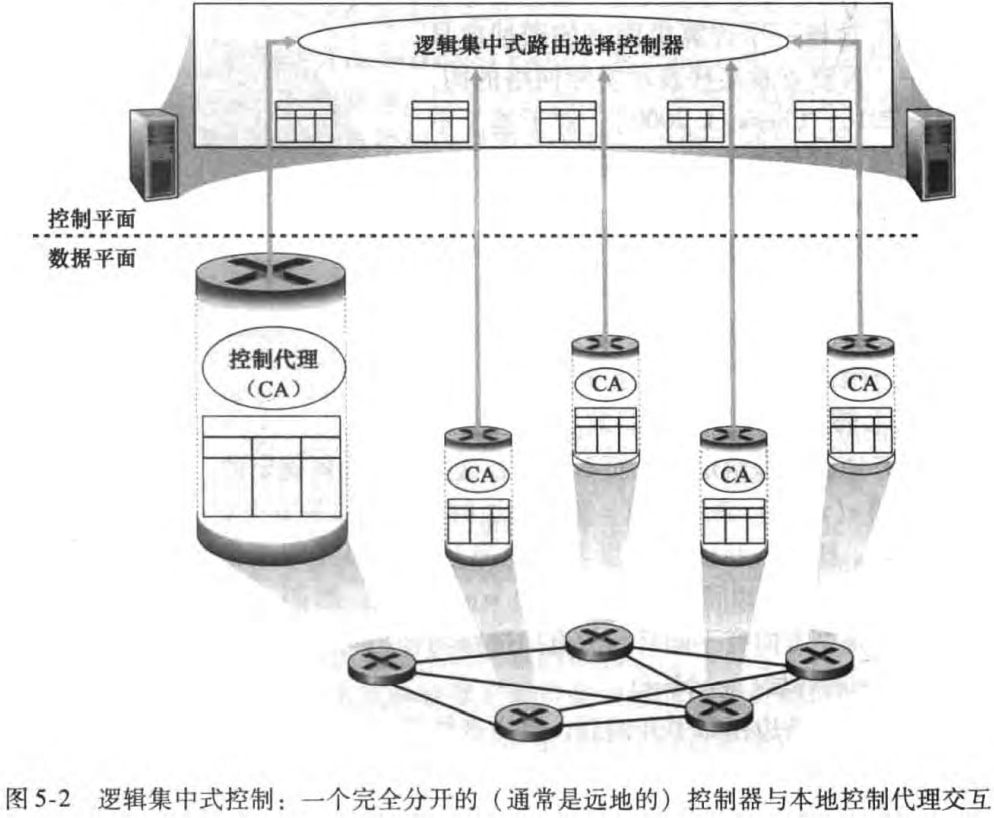 逻辑集中式路由选择控制器
控制平面
数据平面
控制代理
（CA）
CA
CA
CA
CA
图 5-2 逻辑集中式控制：一个完全分开的（通常是远地的）控制器与本地控制代理交互